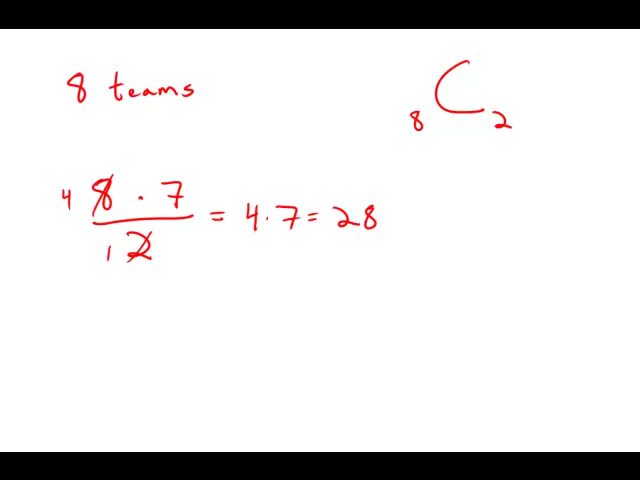 8 teams
₈C₂
4 8 · 7
1 2
= 4 · 7 = 28